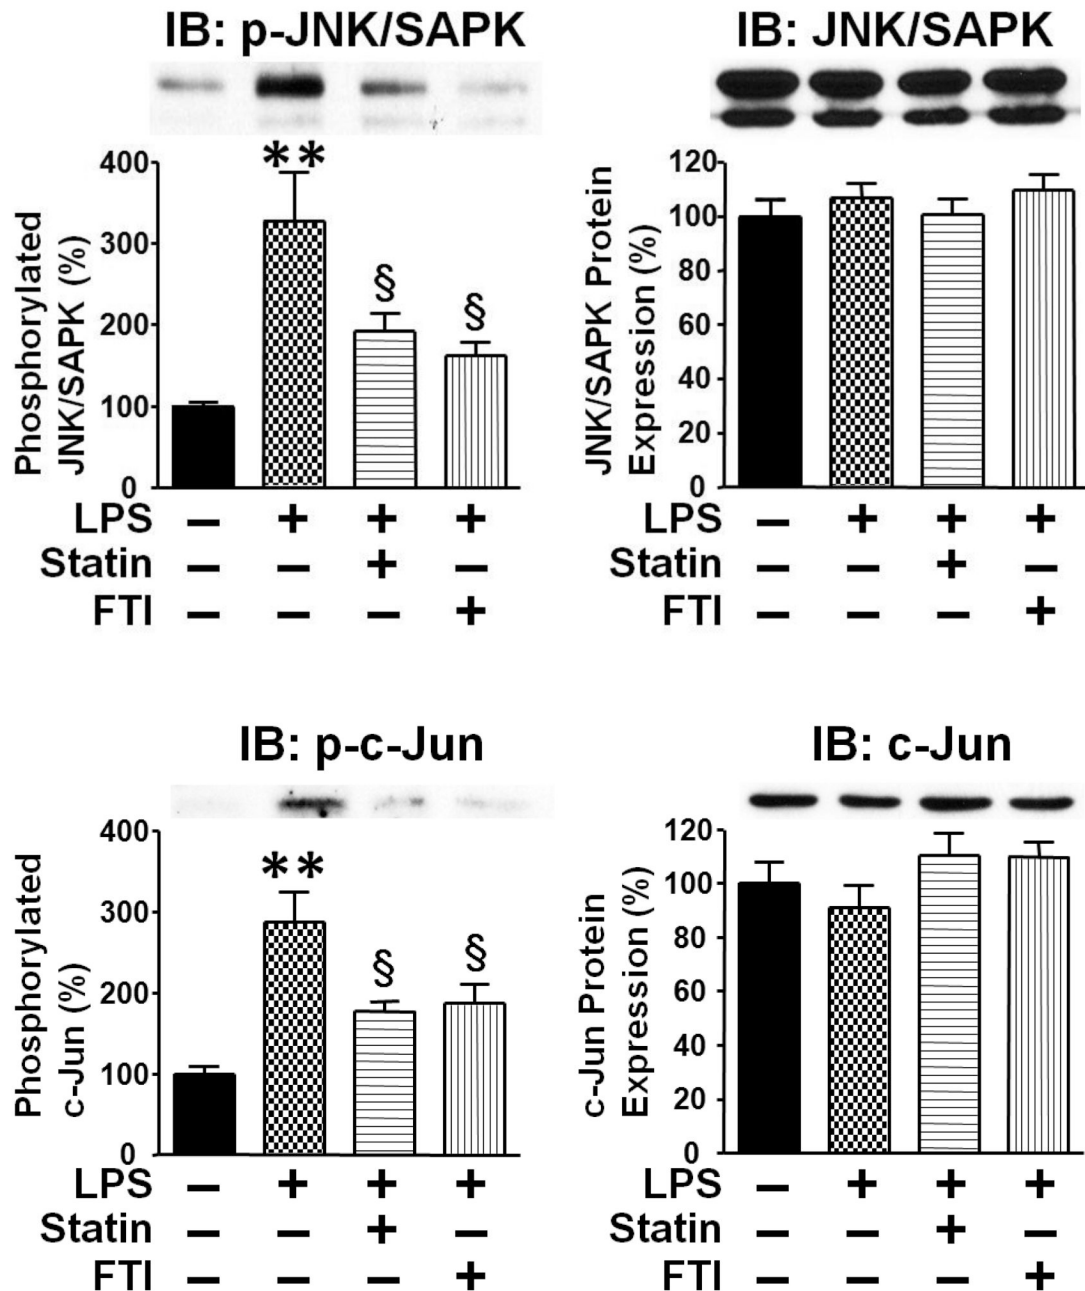 IB: p-JNK/SAPK
**
Phosphorylated
JNK/SAPK (%)
400
300
200
100
0
§
§
LPS – + + +
Statin – – + –
FTI – – – +
IB: JNK/SAPK
JNK/SAPK Protein
Expression (%)
120
100
80
60
40
20
0
LPS – + + +
Statin – – + –
FTI – – – +
IB: p-c-Jun
**
Phosphorylated
c-Jun (%)
400
300
200
100
0
§
§
LPS – + + +
Statin – – + –
FTI – – – +
IB: c-Jun
c-Jun Protein
Expression (%)
120
100
80
60
40
20
0
LPS – + + +
Statin – – + –
FTI – – – +